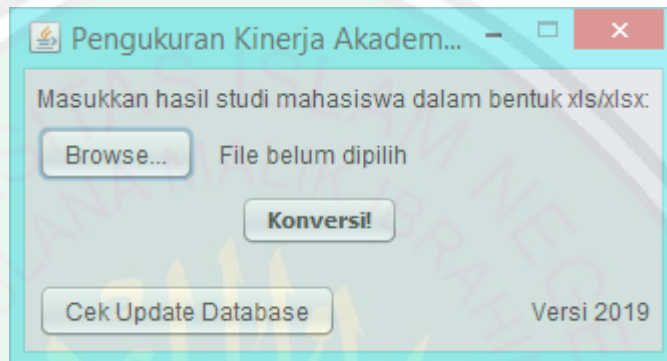 Pengukuran Kinerja Akadem...
Masukkan hasil studi mahasiswa dalam bentuk xls/xlsx:
Browse... File belum dipilih
Konversi!
Cek Update Database Versi 2019